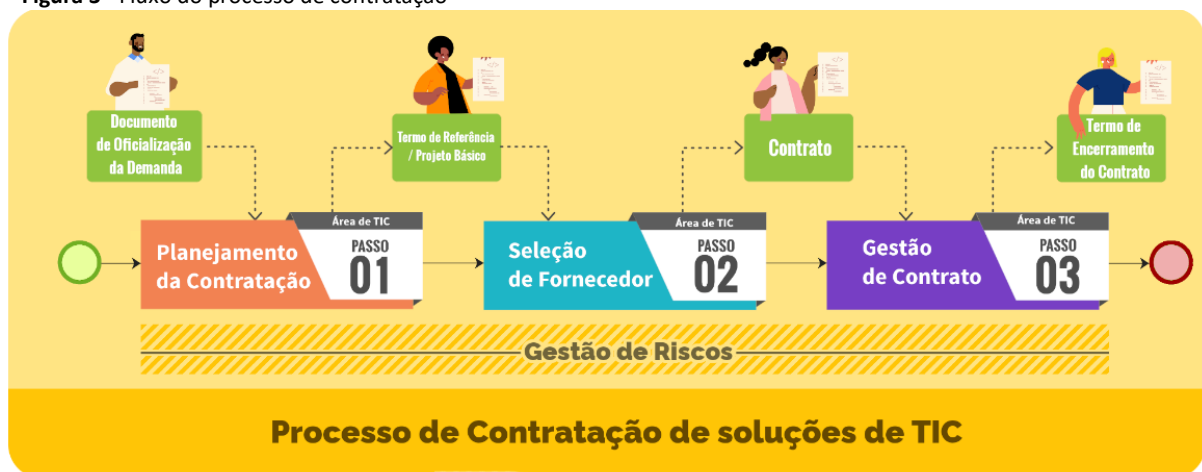 Figura 3 - Fluxo do processo de contratação
Documento
de Oficialização
da Demanda
Termo de Referência
/ Projeto Básico
Contrato
Termo de
Encerramento
do Contrato
Planejamento
da Contratação
Área de TIC
PASSO
01
Seleção
de Fornecedor
Área de TIC
PASSO
02
Gestão
de Contrato
Área de TIC
PASSO
03
Gestão de Riscos
Processo de Contratação de soluções de TIC